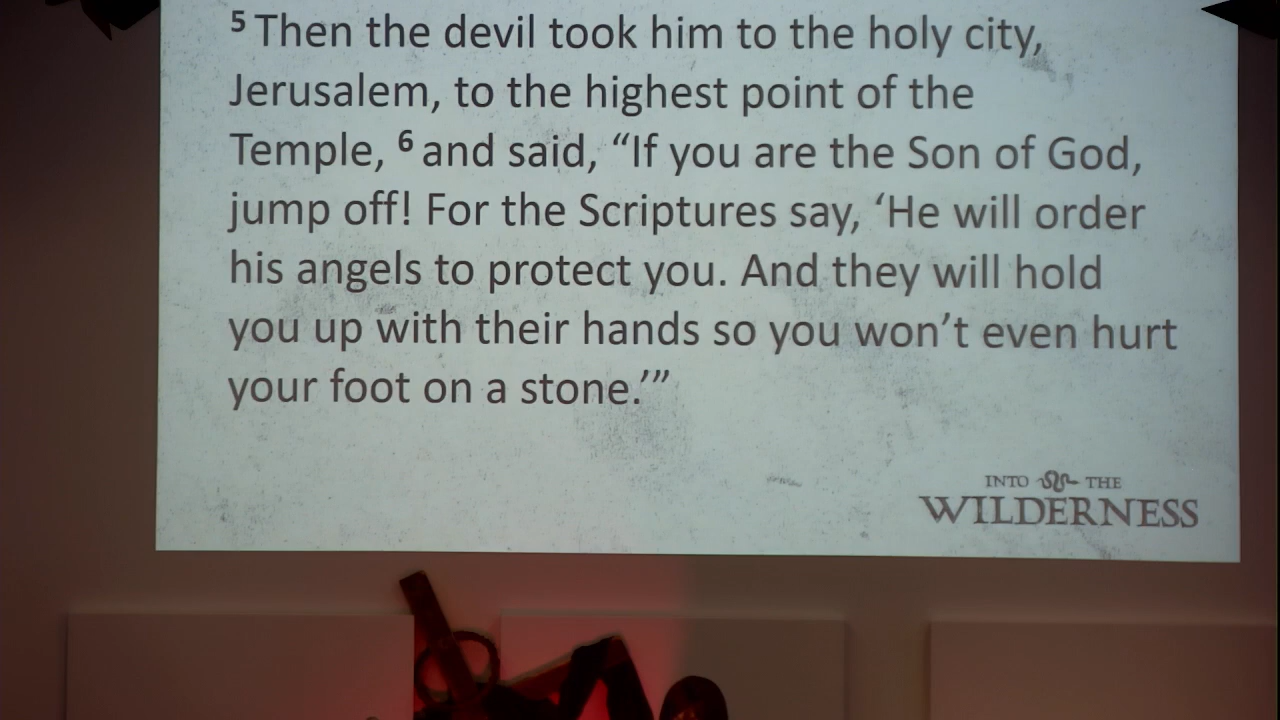 5 Then the devil took him to the holy city,
Jerusalem, to the highest point of the
Temple, 6 and said, “If you are the Son of God,
jump off! For the Scriptures say, ‘He will order
his angels to protect you. And they will hold
you up with their hands so you won’t even hurt
your foot on a stone.’”
INTO THE
WILDERNESS